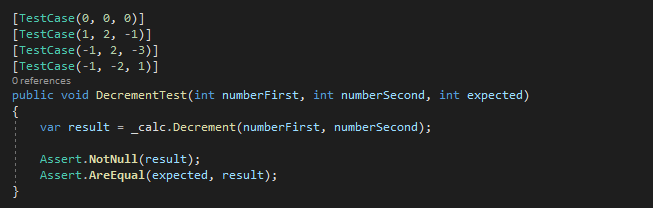 [TestCase(0, 0, 0)]
[TestCase(1, 2, -1)]
[TestCase(-1, 2, -3)]
[TestCase(-1, -2, 1)]
0 references
public void DecrementTest(int numberFirst, int numberSecond, int expected)
{
    var result = _calc.Decrement(numberFirst, numberSecond);
    Assert.NotNull(result);
    Assert.AreEqual(expected, result);
}